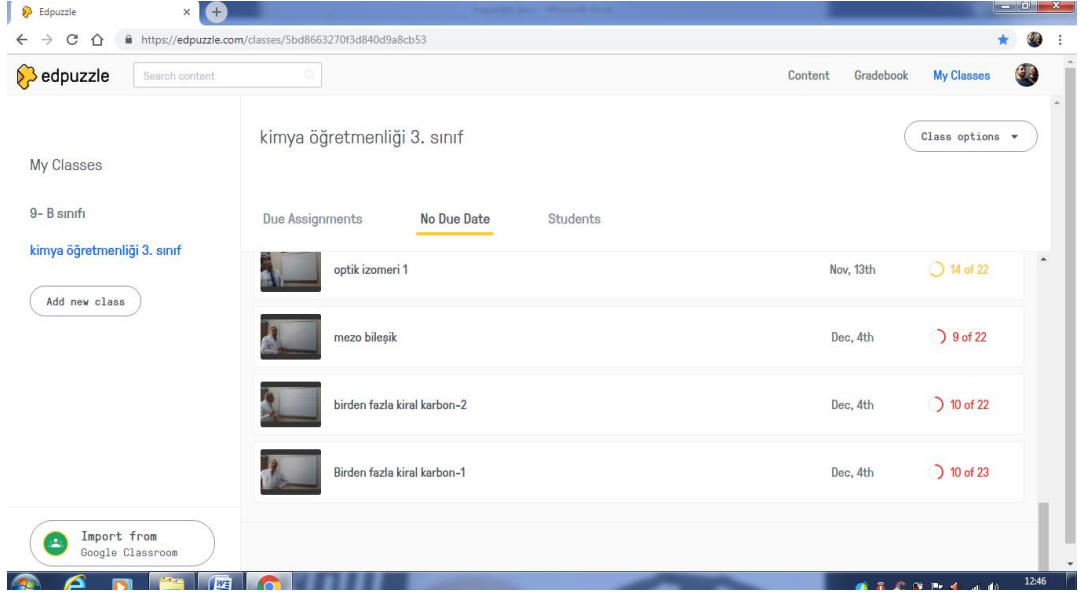 Edpuzzle
https://edpuzzle.com/classes/5bd8663270f3d840d9a8cb53
edpuzzle
Search content
Content Gradebook My Classes
kimya öğretmenliği 3. sınıf
Class options
My Classes
9- B sınıfı
kimya öğretmenliği 3. sınıf
Add new class
Due Assignments No Due Date Students
optik izomeri 1 Nov, 13th 14 of 22
mezo bileşik Dec, 4th 9 of 22
birden fazla kiral karbon-2 Dec, 4th 10 of 22
Birden fazla kiral karbon-1 Dec, 4th 10 of 23
Import from
Google Classroom
12:46